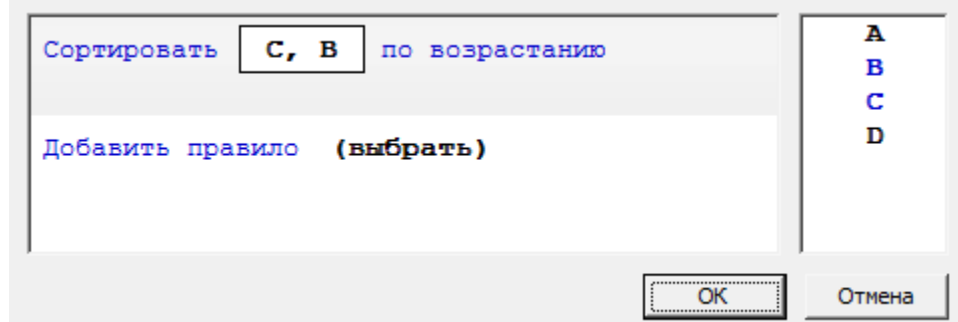 Сортировать C, B по возрастанию
Добавить правило (выбрать)
A
B
C
D
OK Отмена